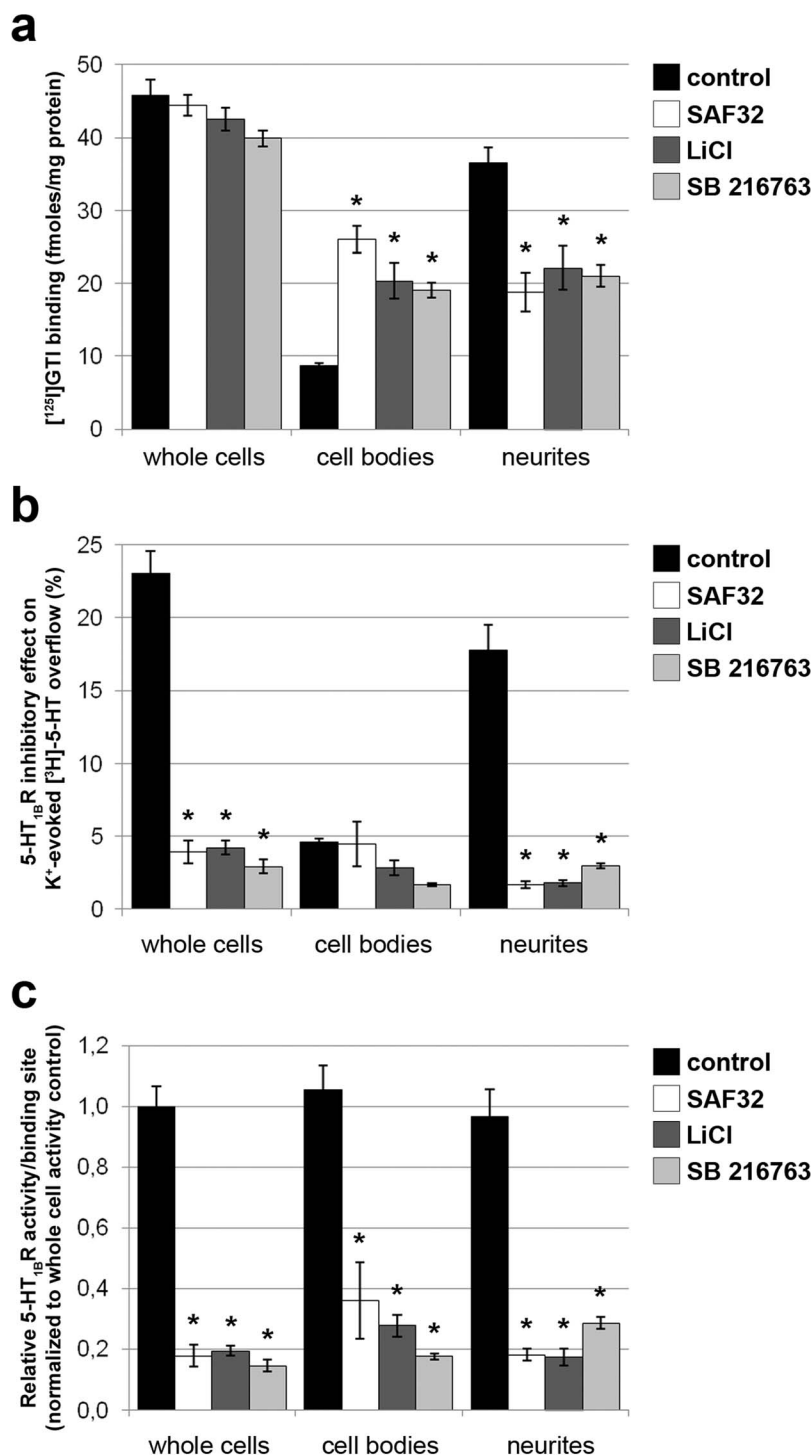 a
[¹²⁵I]GTI binding (fmoles/mg protein)
50
40
30
20
10
0
*
*
*
*
*
*
whole cells
cell bodies
neurites
control
SAF32
LiCl
SB 216763
b
5-HT₁ᵦR inhibitory effect on
K⁺-evoked [³H]-5-HT overflow (%)
25
20
15
10
5
0
*
*
*
*
*
*
whole cells
cell bodies
neurites
control
SAF32
LiCl
SB 216763
c
Relative 5-HT₁ᵦR activity/binding site
(normalized to whole cell activity control)
1,2
1,0
0,8
0,6
0,4
0,2
0,0
*
*
*
*
*
*
*
*
*
whole cells
cell bodies
neurites
control
SAF32
LiCl
SB 216763